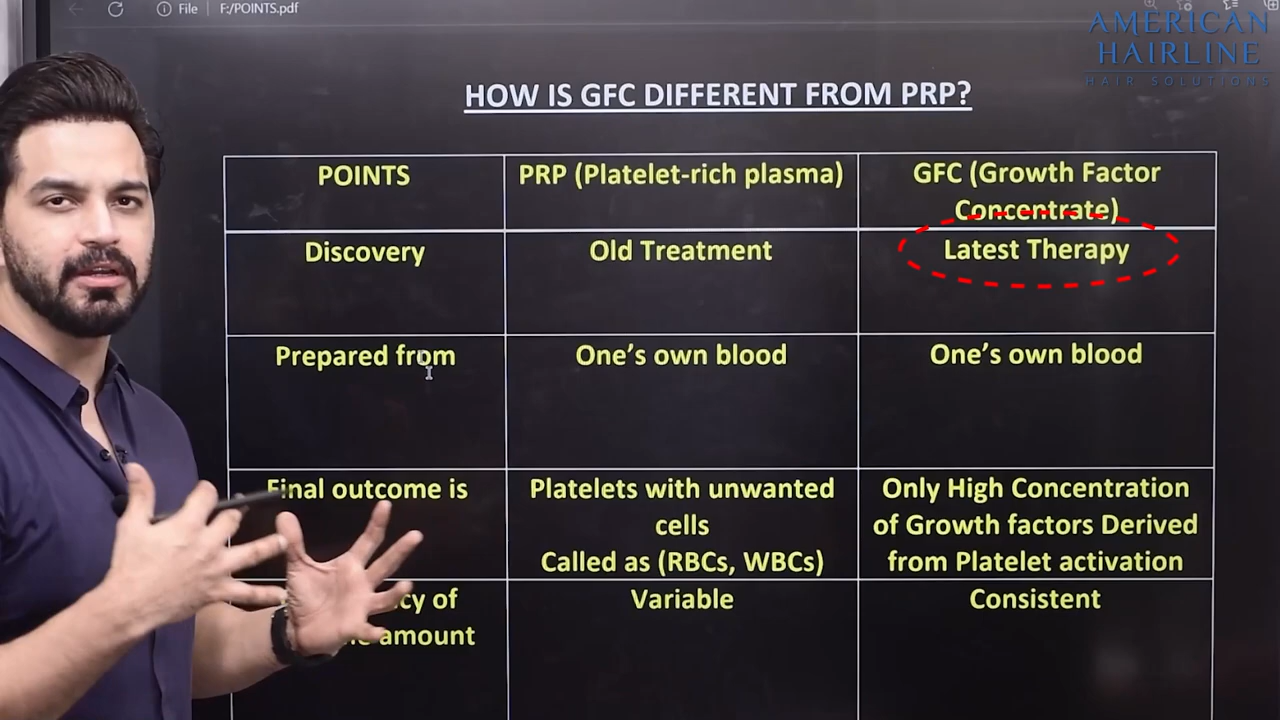 File F:/POINTS.pdf
AMERICAN
HAIRLINE
HAIR SOLUTIONS
HOW IS GFC DIFFERENT FROM PRP?
POINTS
PRP (Platelet-rich plasma)
GFC (Growth Factor
Concentrate)
Discovery
Old Treatment
Latest Therapy
Prepared from
One's own blood
One's own blood
Final outcome is
Platelets with unwanted
cells
Called as (RBCs, WBCs)
Only High Concentration
of Growth factors Derived
from Platelet activation
of
amount
Variable
Consistent